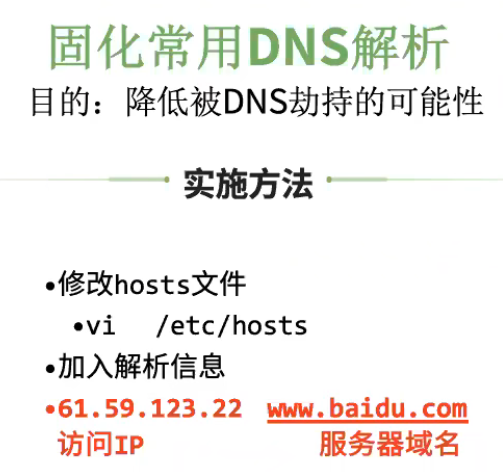 固化常用DNS解析
目的：降低被DNS劫持的可能性
实施方法
•修改hosts文件
•vi /etc/hosts
•加入解析信息
•61.59.123.22 www.baidu.com
访问IP 服务器域名